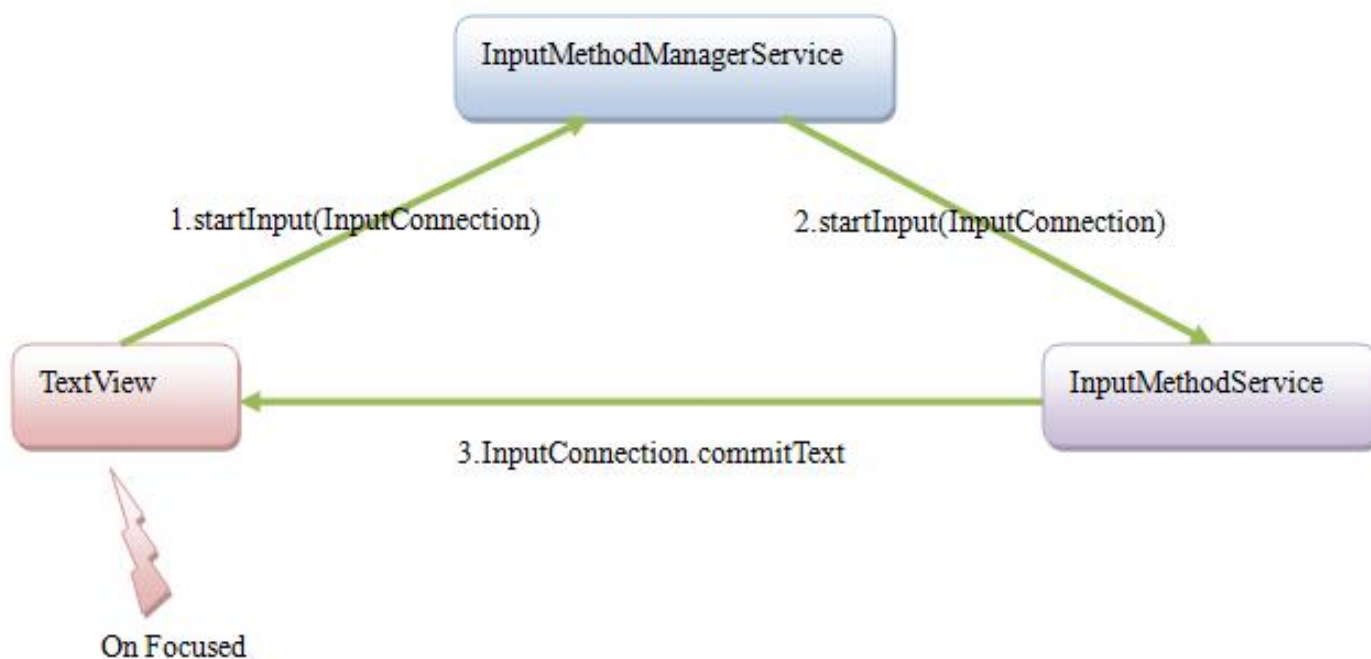 InputMethodManagerService
1.startInput(InputConnection)
2.startInput(InputConnection)
TextView
InputMethodService
3.InputConnection.commitText
On Focused